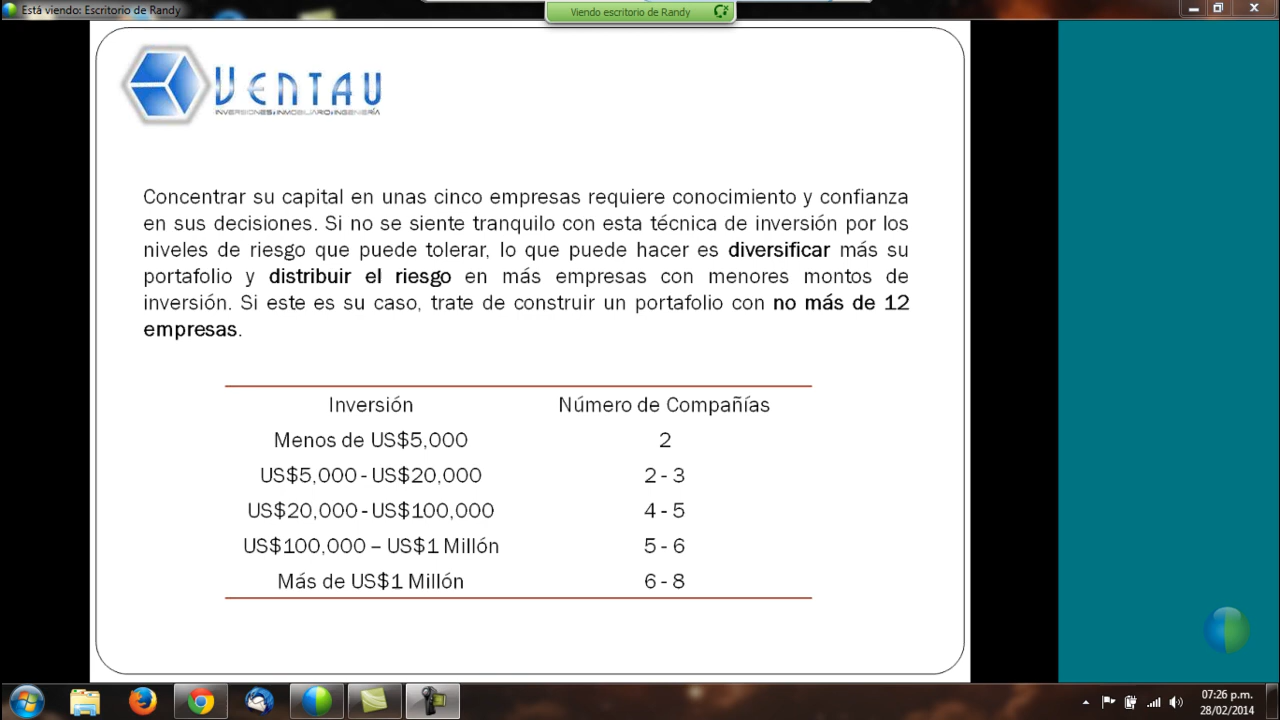 Está viendo: Escritorio de Randy
Viendo escritorio de Randy
VENTAU
INVERSIONES INMOBILIARIO INGENIERÍA
Concentrar su capital en unas cinco empresas requiere conocimiento y confianza
en sus decisiones. Si no se siente tranquilo con esta técnica de inversión por los
niveles de riesgo que puede tolerar, lo que puede hacer es diversificar más su
portafolio y distribuir el riesgo en más empresas con menores montos de
inversión. Si este es su caso, trate de construir un portafolio con no más de 12
empresas.
Inversión Número de Compañías
Menos de US$5,000 2
US$5,000 - US$20,000 2 - 3
US$20,000 - US$100,000 4 - 5
US$100,000 – US$1 Millón 5 - 6
Más de US$1 Millón 6 - 8
07:26 p.m.
28/02/2014